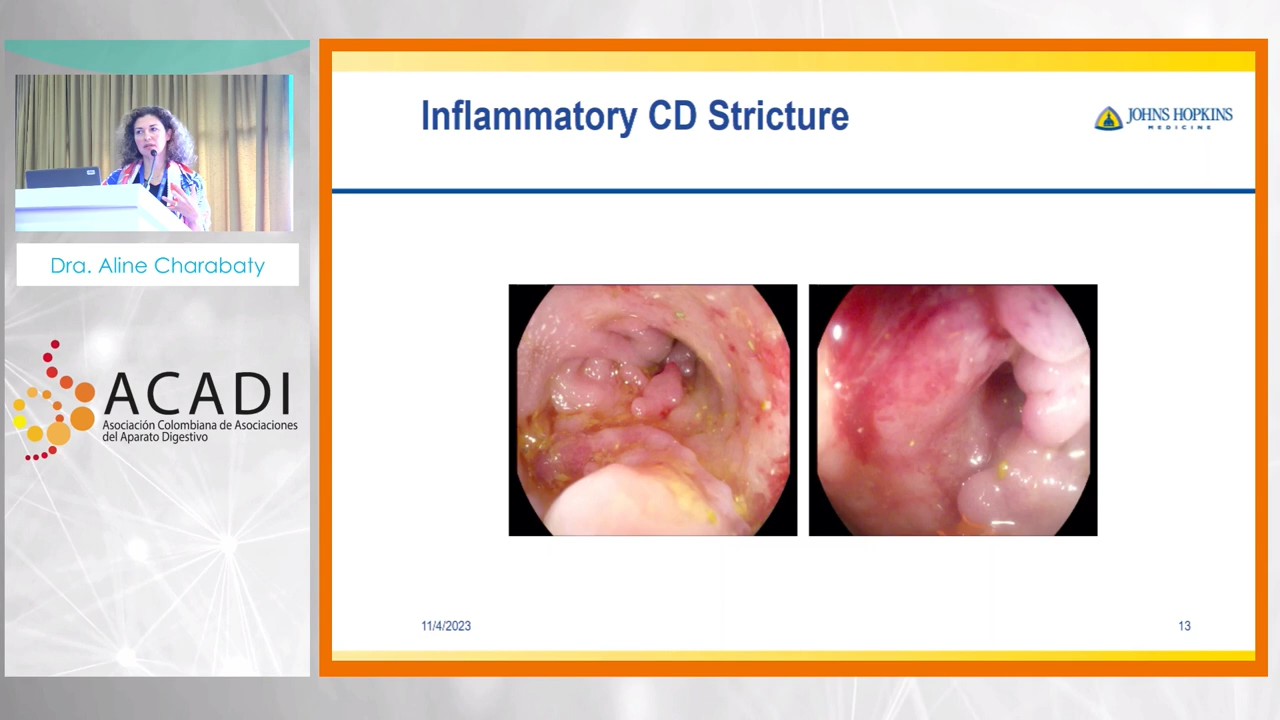 Dra. Aline Charabaty
ACADI
Asociación Colombiana de Asociaciones
del Aparato Digestivo
Inflammatory CD Stricture
JOHNS HOPKINS
MEDICINE
11/4/2023
13